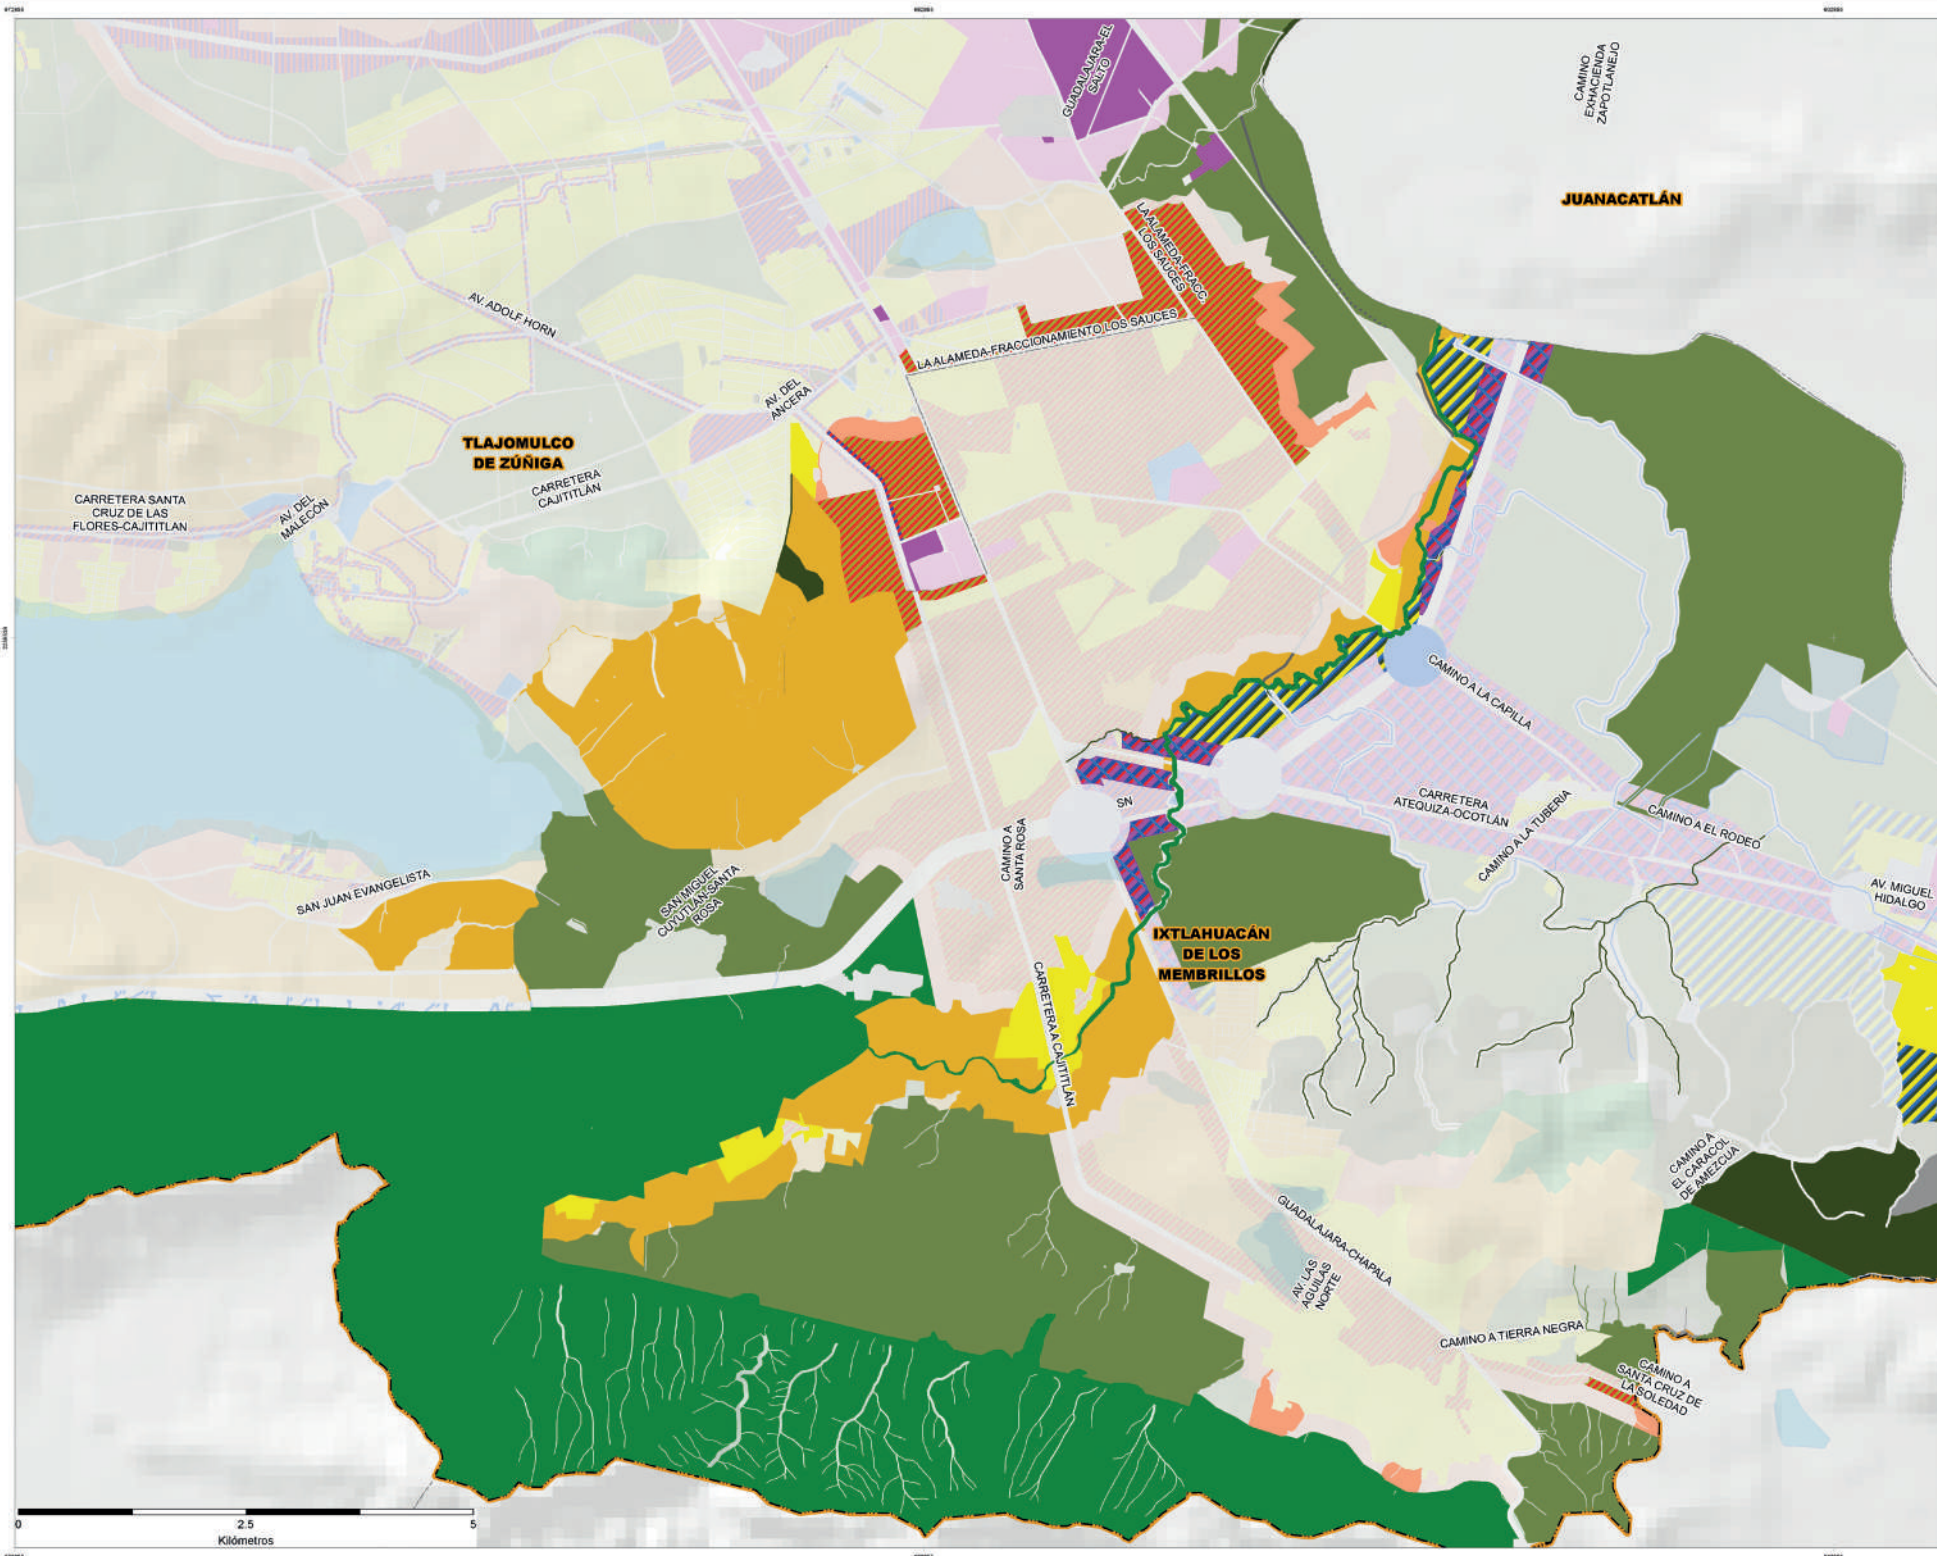 GUADALAJARA-EL
SALTO
CAMINO
EXHACIENDA
ZAPOTLANEJO
JUANACATLÁN
LA ALAMEDA-FRACC.
LOS SAUCES
AV. ADOLF HORN
LA ALAMEDA-FRACCIONAMIENTO LOS SAUCES
AV. DEL
ANCERA
TLAJOMULCO
DE ZÚÑIGA
CARRETERA
CAJITITLÁN
CARRETERA SANTA
CRUZ DE LAS
FLORES-CAJITITLAN
AV. DEL
MALECÓN
CAMINO A LA CAPILLA
SN
CARRETERA
ATEQUIZA-OCOTLÁN
CAMINO A LA TUBERIA
CAMINO A EL RODEO
CAMINO A
SANTA ROSA
SAN JUAN EVANGELISTA
SAN MIGUEL
CUYUTLÁN-SANTA
ROSA
AV. MIGUEL
HIDALGO
IXTLAHUACÁN
DE LOS
MEMBRILLOS
CARRETERA A CAJITITLÁN
CAMINO A
EL CARACOL
DE AMEZCUA
GUADALAJARA-CHAPALA
AV. LAS
AGUILAS
NORTE
CAMINO A TIERRA NEGRA
CAMINO A
SANTA CRUZ DE
LA SOLEDAD
0 2.5 5
Kilómetros